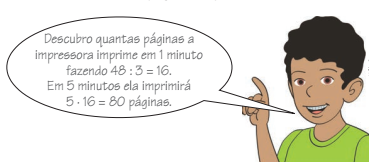 Descubro quantas páginas a
impressora imprime em 1 minuto
fazendo 48 : 3 = 16.
Em 5 minutos ela imprimirá
5 · 16 = 80 páginas.